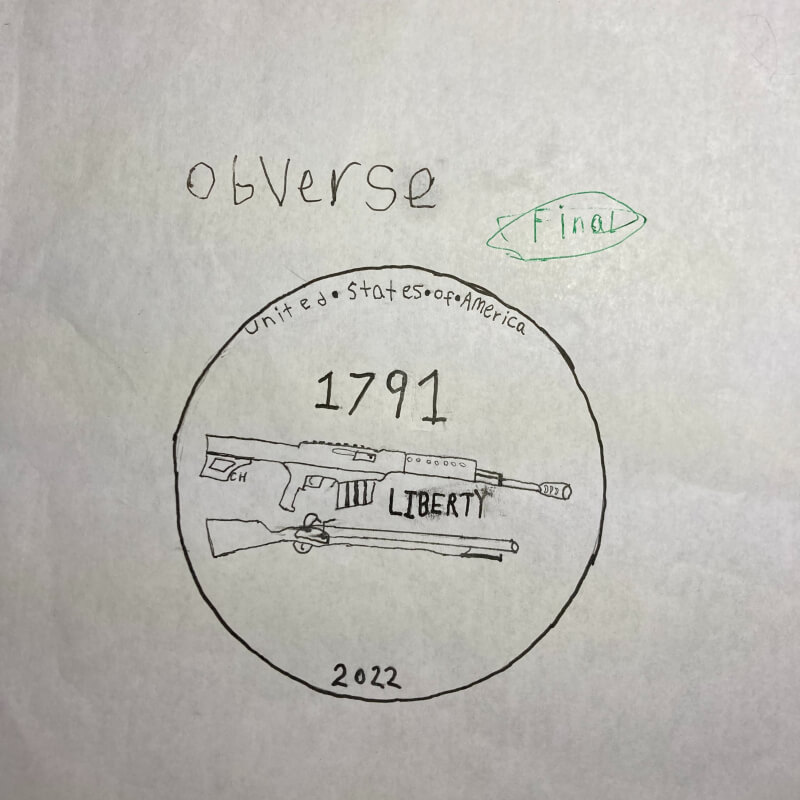 obVerse
Final
United•States•of•America
1791
CH
LIBERTY
2022